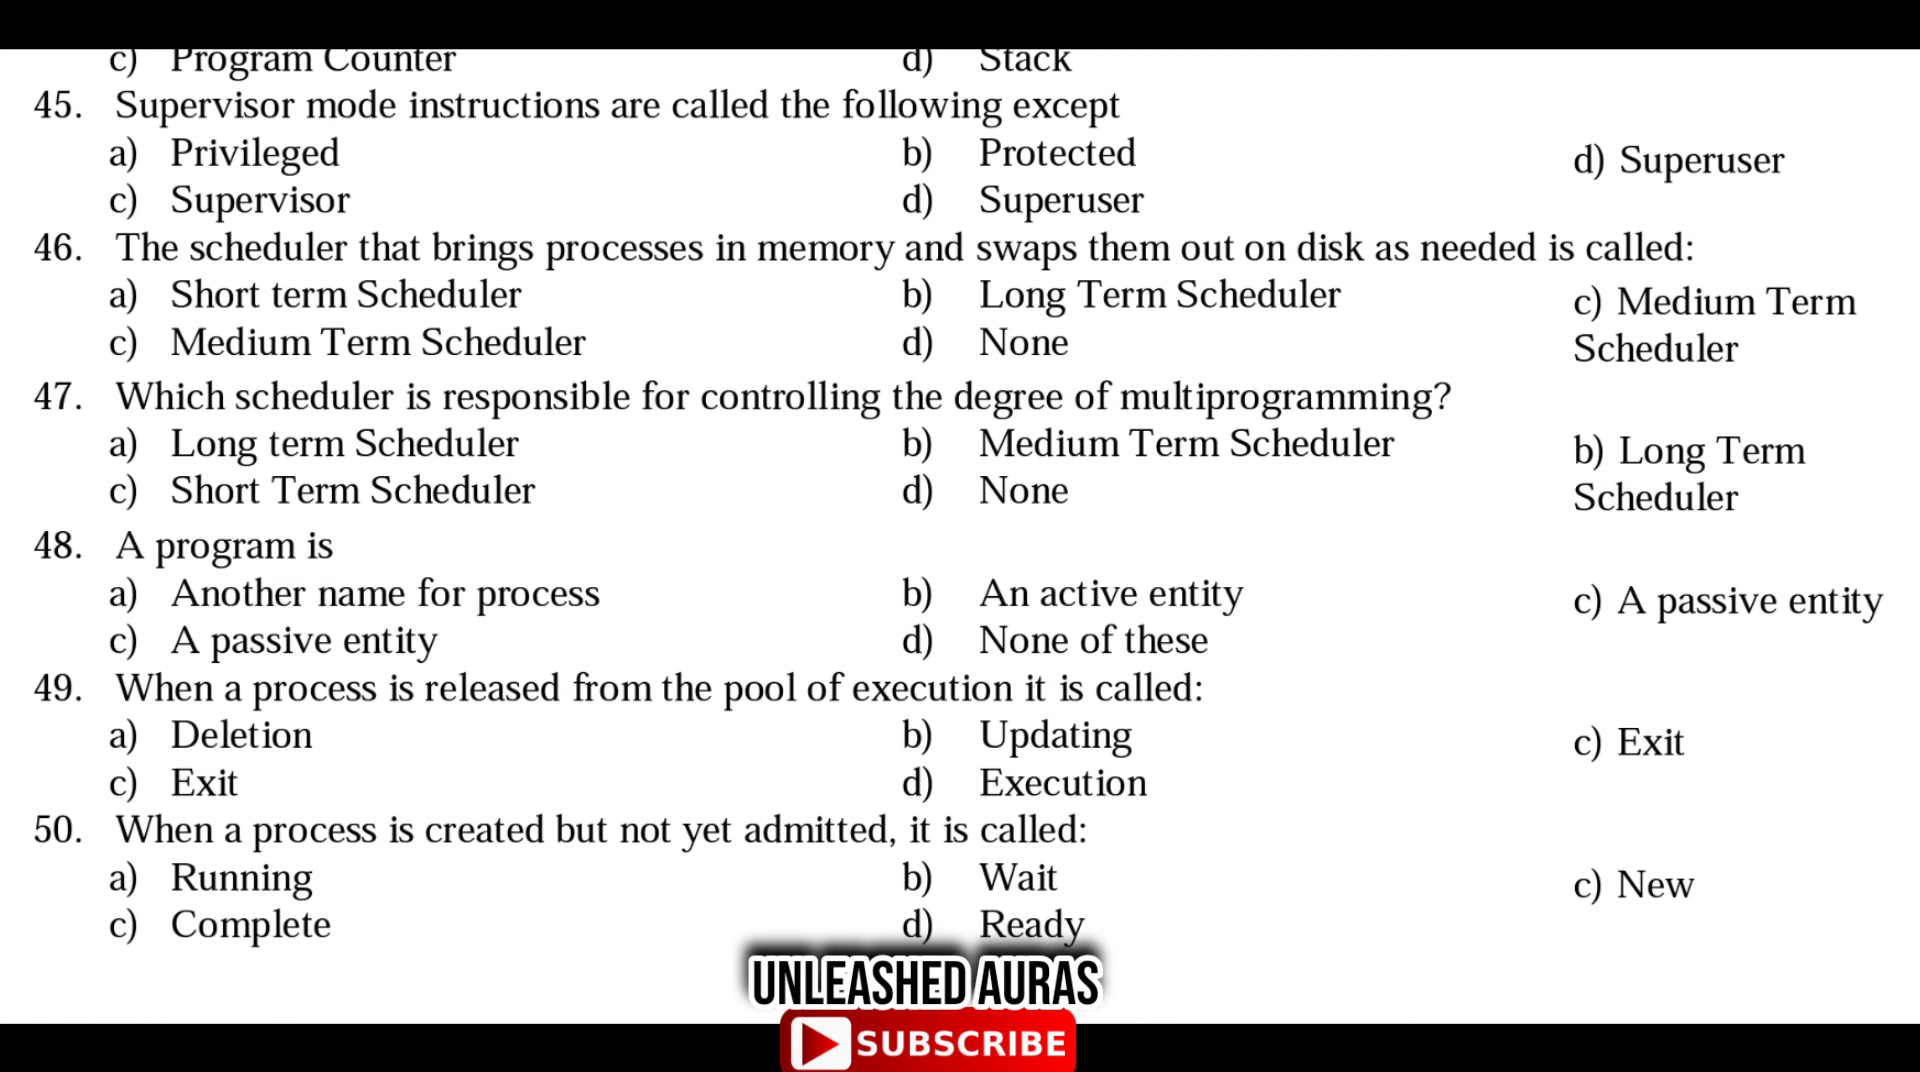 c) Program Counter d) Stack
45. Supervisor mode instructions are called the following except
a) Privileged b) Protected d) Superuser
c) Supervisor d) Superuser
46. The scheduler that brings processes in memory and swaps them out on disk as needed is called:
a) Short term Scheduler b) Long Term Scheduler c) Medium Term
c) Medium Term Scheduler d) None Scheduler
47. Which scheduler is responsible for controlling the degree of multiprogramming?
a) Long term Scheduler b) Medium Term Scheduler b) Long Term
c) Short Term Scheduler d) None Scheduler
48. A program is
a) Another name for process b) An active entity c) A passive entity
c) A passive entity d) None of these
49. When a process is released from the pool of execution it is called:
a) Deletion b) Updating c) Exit
c) Exit d) Execution
50. When a process is created but not yet admitted, it is called:
a) Running b) Wait c) New
c) Complete d) Ready
UNLEASHED AURAS
SUBSCRIBE